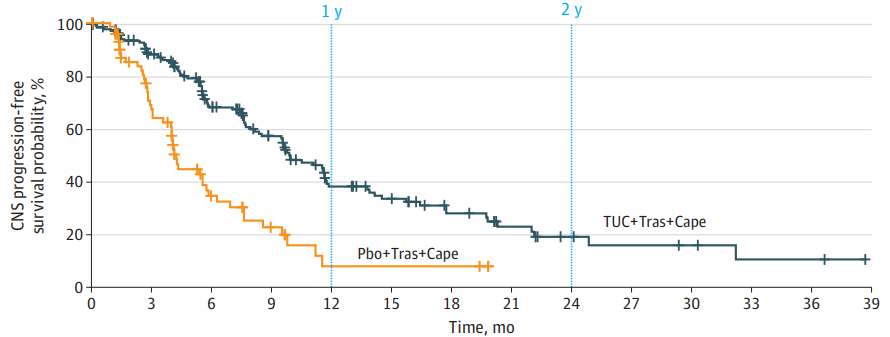 1 y
2 y
CNS progression-free
survival probability, %
100
80
60
40
20
0
TUC+Tras+Cape
Pbo+Tras+Cape
0 3 6 9 12 15 18 21 24 27 30 33 36 39
Time, mo